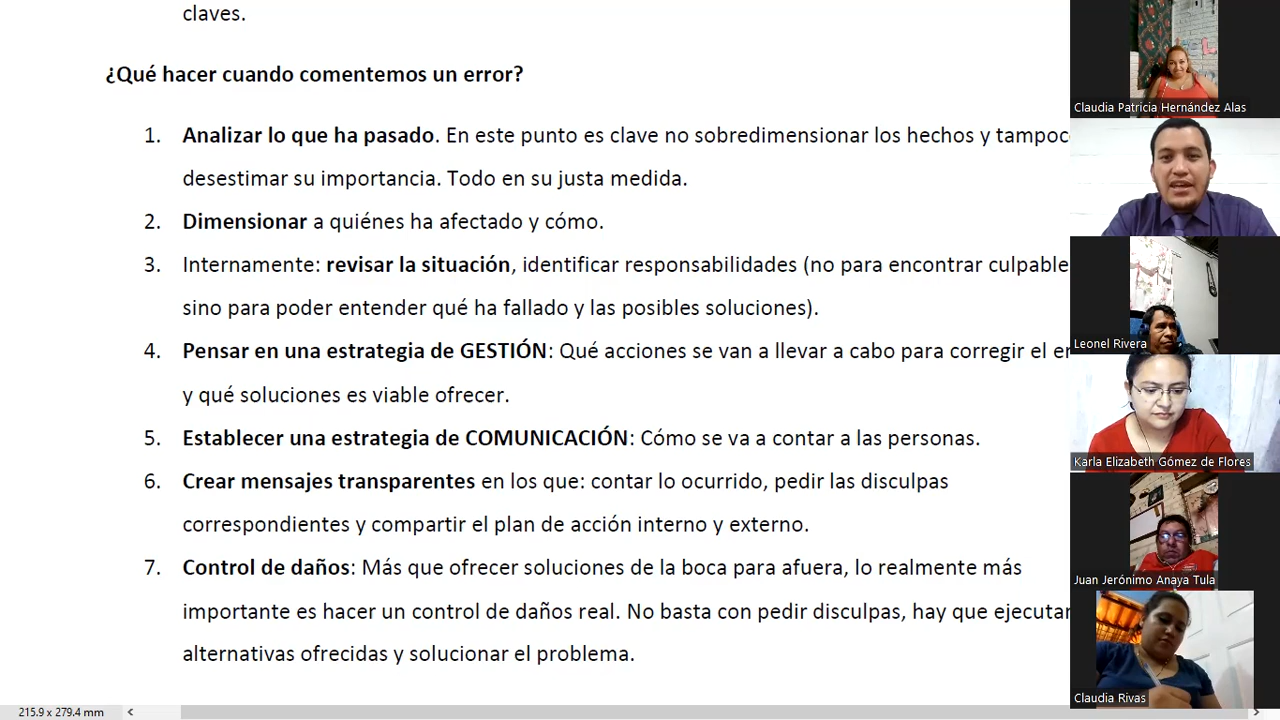 claves.
¿Qué hacer cuando comentemos un error?
1. Analizar lo que ha pasado. En este punto es clave no sobredimensionar los hechos y tampoc
desestimar su importancia. Todo en su justa medida.
2. Dimensionar a quiénes ha afectado y cómo.
3. Internamente: revisar la situación, identificar responsabilidades (no para encontrar culpable
sino para poder entender qué ha fallado y las posibles soluciones).
4. Pensar en una estrategia de GESTIÓN: Qué acciones se van a llevar a cabo para corregir el er
y qué soluciones es viable ofrecer.
5. Establecer una estrategia de COMUNICACIÓN: Cómo se va a contar a las personas.
6. Crear mensajes transparentes en los que: contar lo ocurrido, pedir las disculpas
correspondientes y compartir el plan de acción interno y externo.
7. Control de daños: Más que ofrecer soluciones de la boca para afuera, lo realmente más
importante es hacer un control de daños real. No basta con pedir disculpas, hay que ejecutar
alternativas ofrecidas y solucionar el problema.
215.9 x 279.4 mm
Claudia Patricia Hernández Alas
Leonel Rivera
Karla Elizabeth Gómez de Flores
Juan Jerónimo Anaya Tula
Claudia Rivas